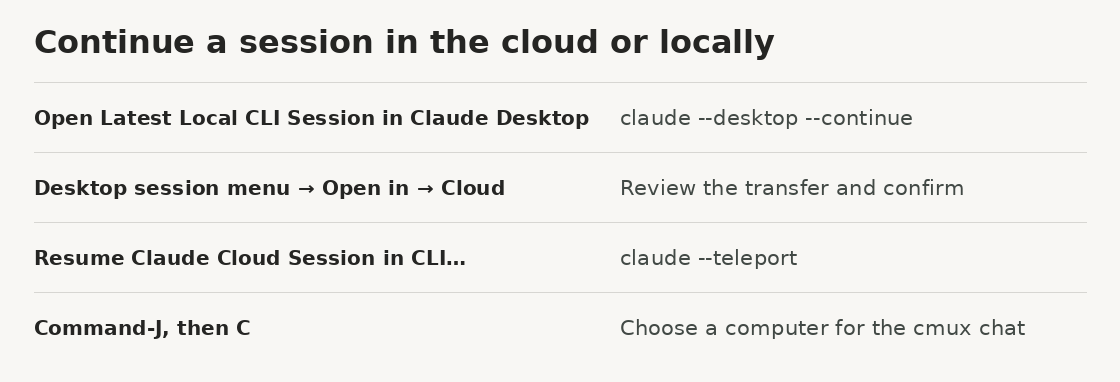 Continue a session in the cloud or locally
Open Latest Local CLI Session in Claude Desktop claude --desktop --continue
Desktop session menu → Open in → Cloud Review the transfer and confirm
Resume Claude Cloud Session in CLI… claude --teleport
Command-J, then C Choose a computer for the cmux chat